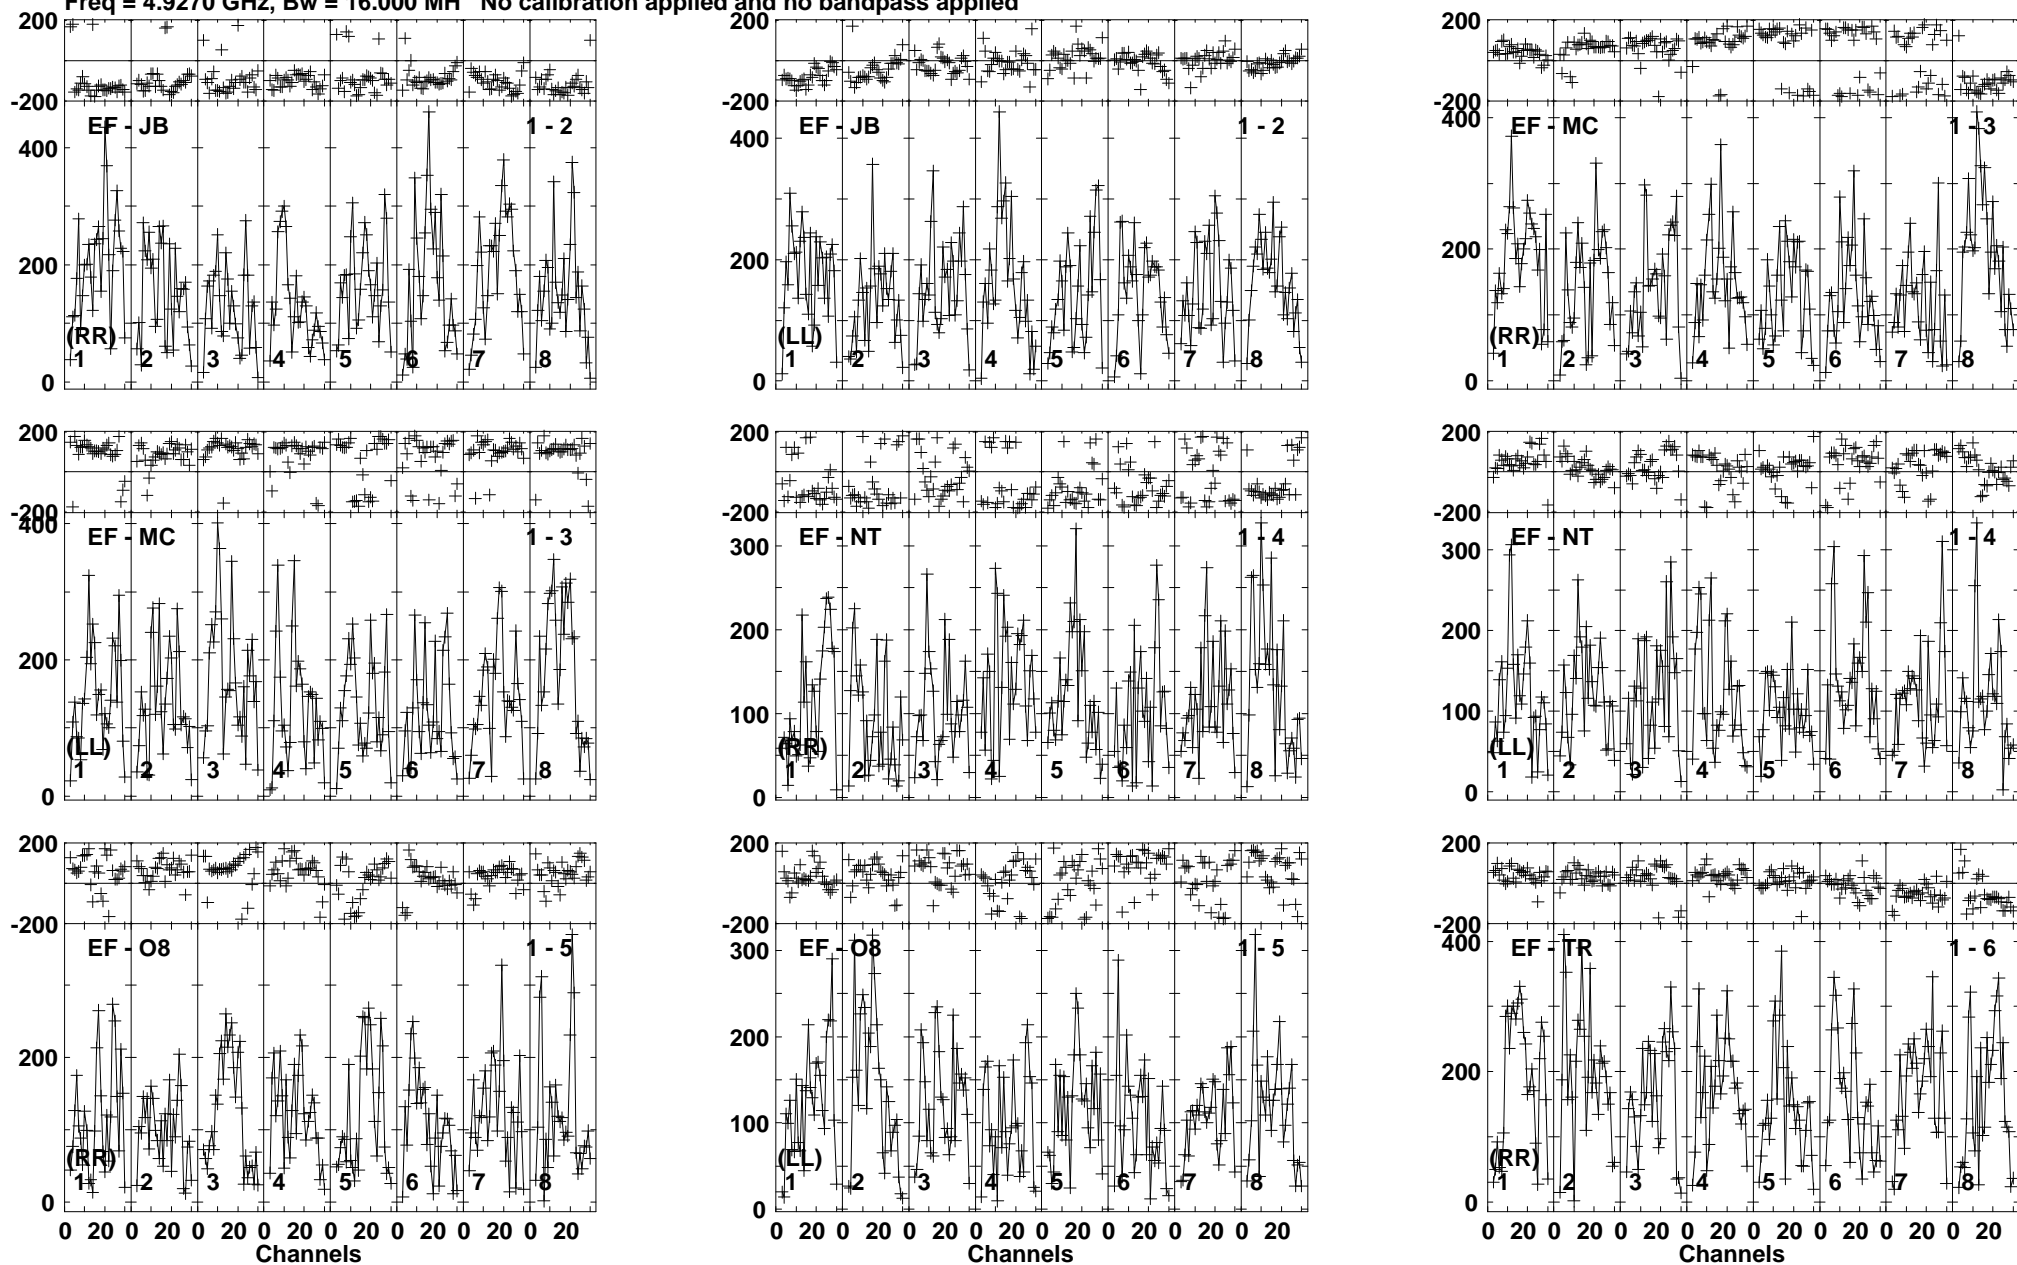 Freq = 4.9270 GHz, Bw = 16.000 MH No calibration applied and no bandpass applied
200 200 200
-200 -200 -200
EF - JB 1 - 2 EF - JB 1 - 2 EF - MC 1 - 3
400 400 400
200 200 200
(RR) (LL) (RR)
1 2 3 4 5 6 7 8 1 2 3 4 5 6 7 8 1 2 3 4 5 6 7 8
0 0 0
200 200 200
-200 -200 -200
400 300 300
EF - MC 1 - 3 EF - NT 1 - 4 EF - NT 1 - 4
200 200 200
100 100
(LL) (RR) (LL)
1 2 3 4 5 6 7 8 1 2 3 4 5 6 7 8 1 2 3 4 5 6 7 8
0 0 0
200 200 200
-200 -200 -200
EF - O8 1 - 5 EF - O8 1 - 5 EF - TR 1 - 6
300 400
200 200 200
100
(RR) (LL) (RR)
1 2 3 4 5 6 7 8 1 2 3 4 5 6 7 8 1 2 3 4 5 6 7 8
0 0 0
0 20 0 20 0 20 0 20 0 20 0 20 0 20 0 20 0 20 0 20 0 20 0 20 0 20 0 20 0 20 0 20 0 20 0 20 0 20 0 20 0 20 0 20 0 20 0 20
Channels Channels Channels